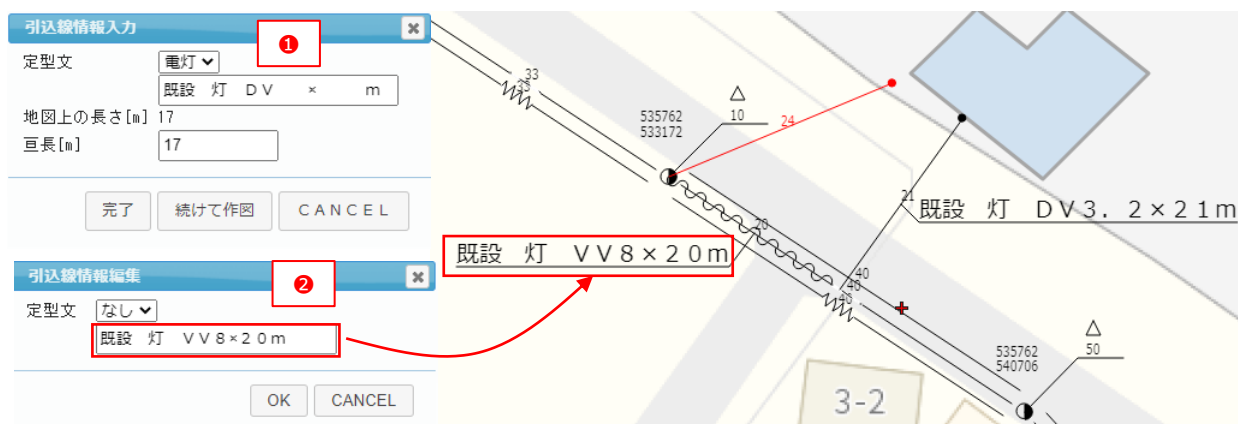 引込線情報入力
❶
定型文
電灯
既設 灯 DV × m
地図上の長さ[m] 17
亘長[m]
17
完了
続けて作図
CANCEL
引込線情報編集
❷
定型文
なし
既設 灯 VV8×20m
OK
CANCEL
33
33
535762
533172
10
24
20
既設 灯 VV8×20m
21
既設 灯 DV3.2×21m
40
40
40
535762
540706
50
3-2